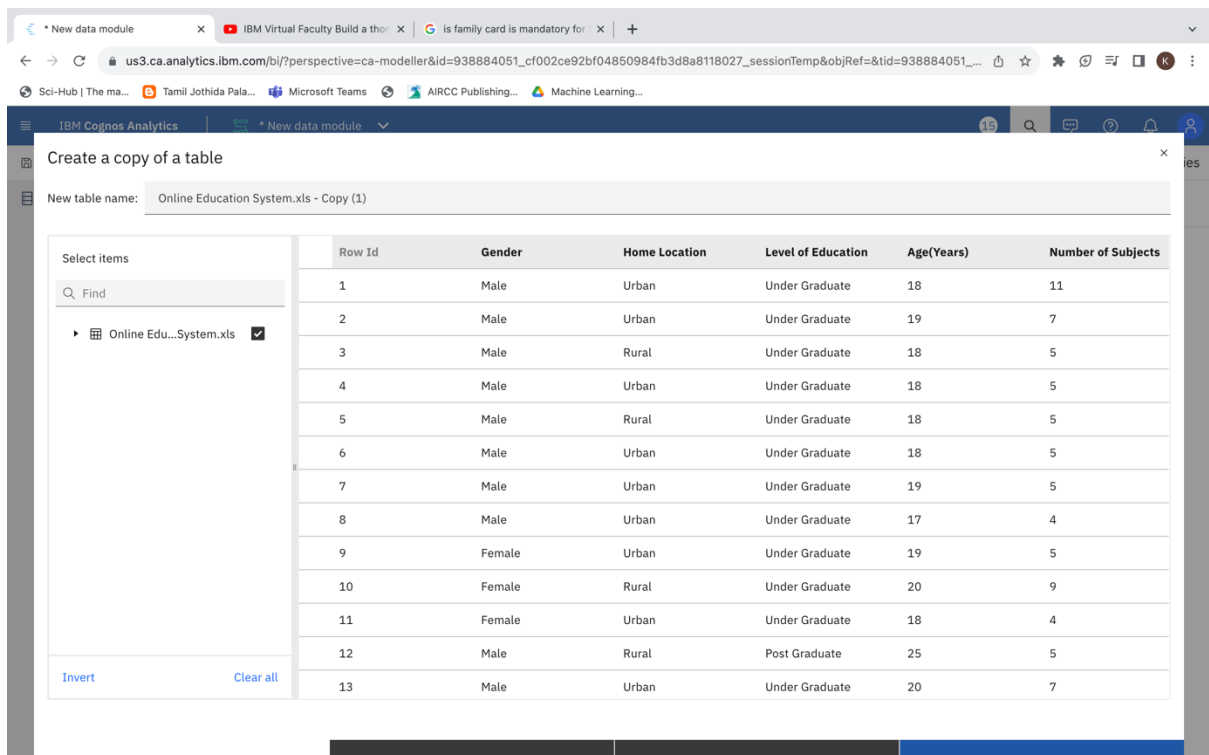 * New data module
IBM Virtual Faculty Build a thor
is family card is mandatory for
us3.ca.analytics.ibm.com/bi/?perspective=ca-modeller&id=938884051_cf002ce92bf04850984fb3d8a8118027_sessionTemp&objRef=&tid=938884051_...
K
Sci-Hub | The ma... Tamil Jothida Pala... Microsoft Teams AIRCC Publishing... Machine Learning...
IBM Cognos Analytics * New data module 15
Create a copy of a table
ies
New table name: Online Education System.xls - Copy (1)
Select items
Find
Online Edu...System.xls
Invert Clear all
Row Id Gender Home Location Level of Education Age(Years) Number of Subjects
1 Male Urban Under Graduate 18 11
2 Male Urban Under Graduate 19 7
3 Male Rural Under Graduate 18 5
4 Male Urban Under Graduate 18 5
5 Male Rural Under Graduate 18 5
6 Male Urban Under Graduate 18 5
7 Male Urban Under Graduate 19 5
8 Male Urban Under Graduate 17 4
9 Female Urban Under Graduate 19 5
10 Female Rural Under Graduate 20 9
11 Female Urban Under Graduate 18 4
12 Male Rural Post Graduate 25 5
13 Male Urban Under Graduate 20 7